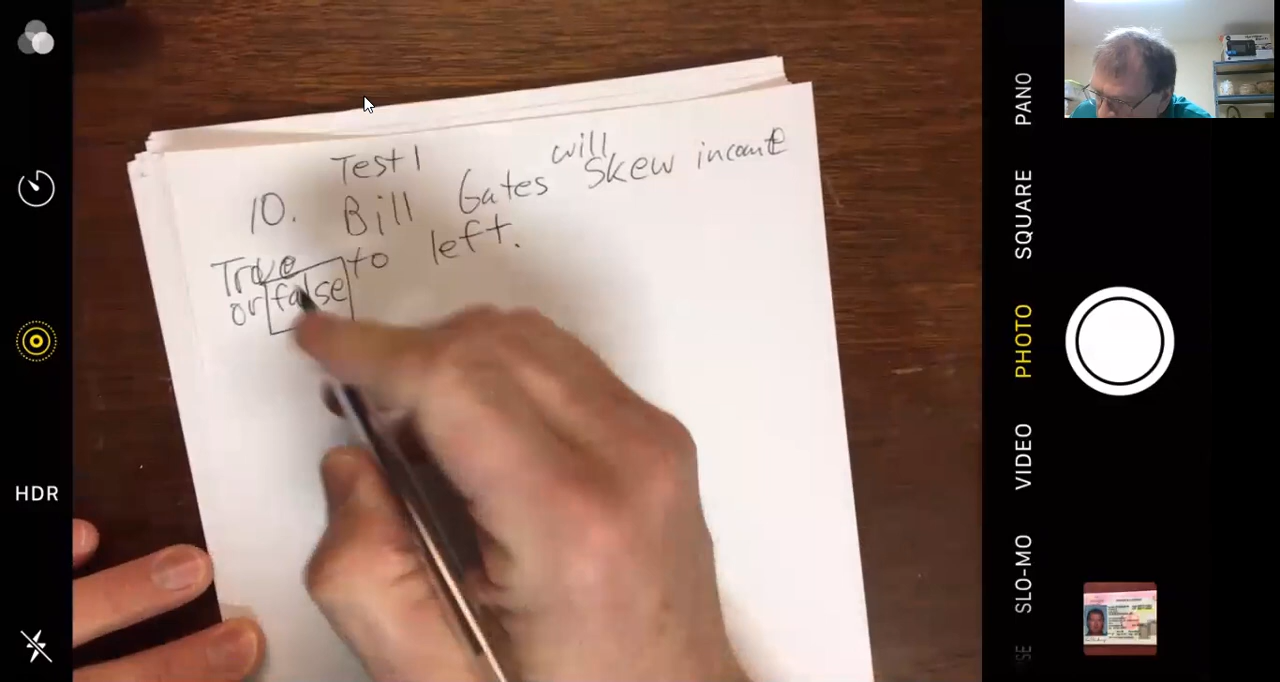 Test 1
will
10. Bill Gates Skew income
to left.
True
or false
HDR
PANO
SQUARE
PHOTO
VIDEO
SLO-MO
SE